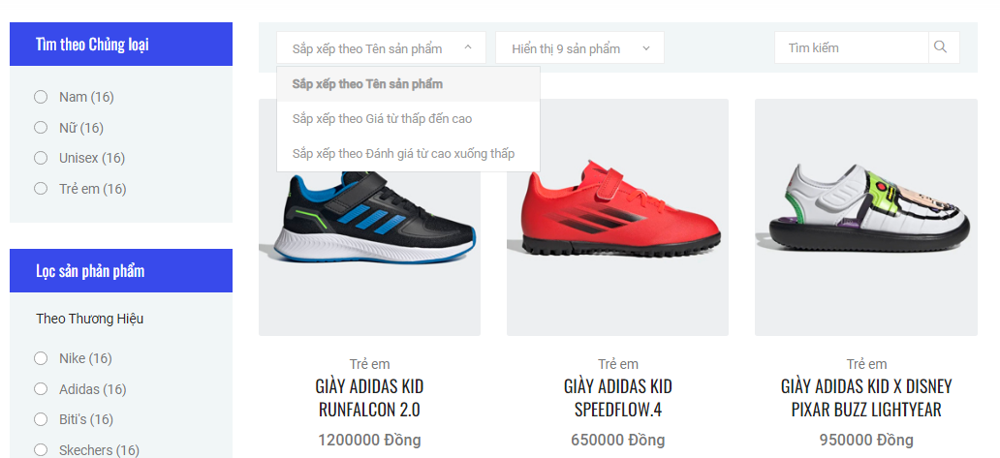 Tìm theo Chủng loại
Nam (16)
Nữ (16)
Unisex (16)
Trẻ em (16)
Lọc sản phản phẩm
Theo Thương Hiệu
Nike (16)
Adidas (16)
Biti's (16)
Skechers (16)
Sắp xếp theo Tên sản phẩm
Hiển thị 9 sản phẩm
Tìm kiếm
Sắp xếp theo Tên sản phẩm
Sắp xếp theo Giá từ thấp đến cao
Sắp xếp theo Đánh giá từ cao xuống thấp
Trẻ em
GIÀY ADIDAS KID
RUNFALCON 2.0
1200000 Đồng
Trẻ em
GIÀY ADIDAS KID
SPEEDFLOW.4
650000 Đồng
Trẻ em
GIÀY ADIDAS KID X DISNEY
PIXAR BUZZ LIGHTYEAR
950000 Đồng